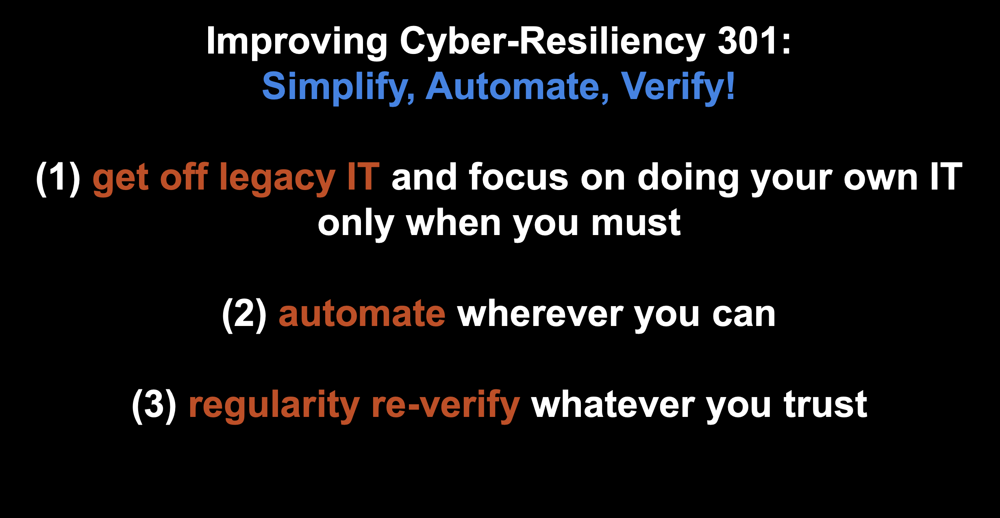 Improving Cyber-Resiliency 301:
Simplify, Automate, Verify!
(1) get off legacy IT and focus on doing your own IT
only when you must
(2) automate wherever you can
(3) regularity re-verify whatever you trust